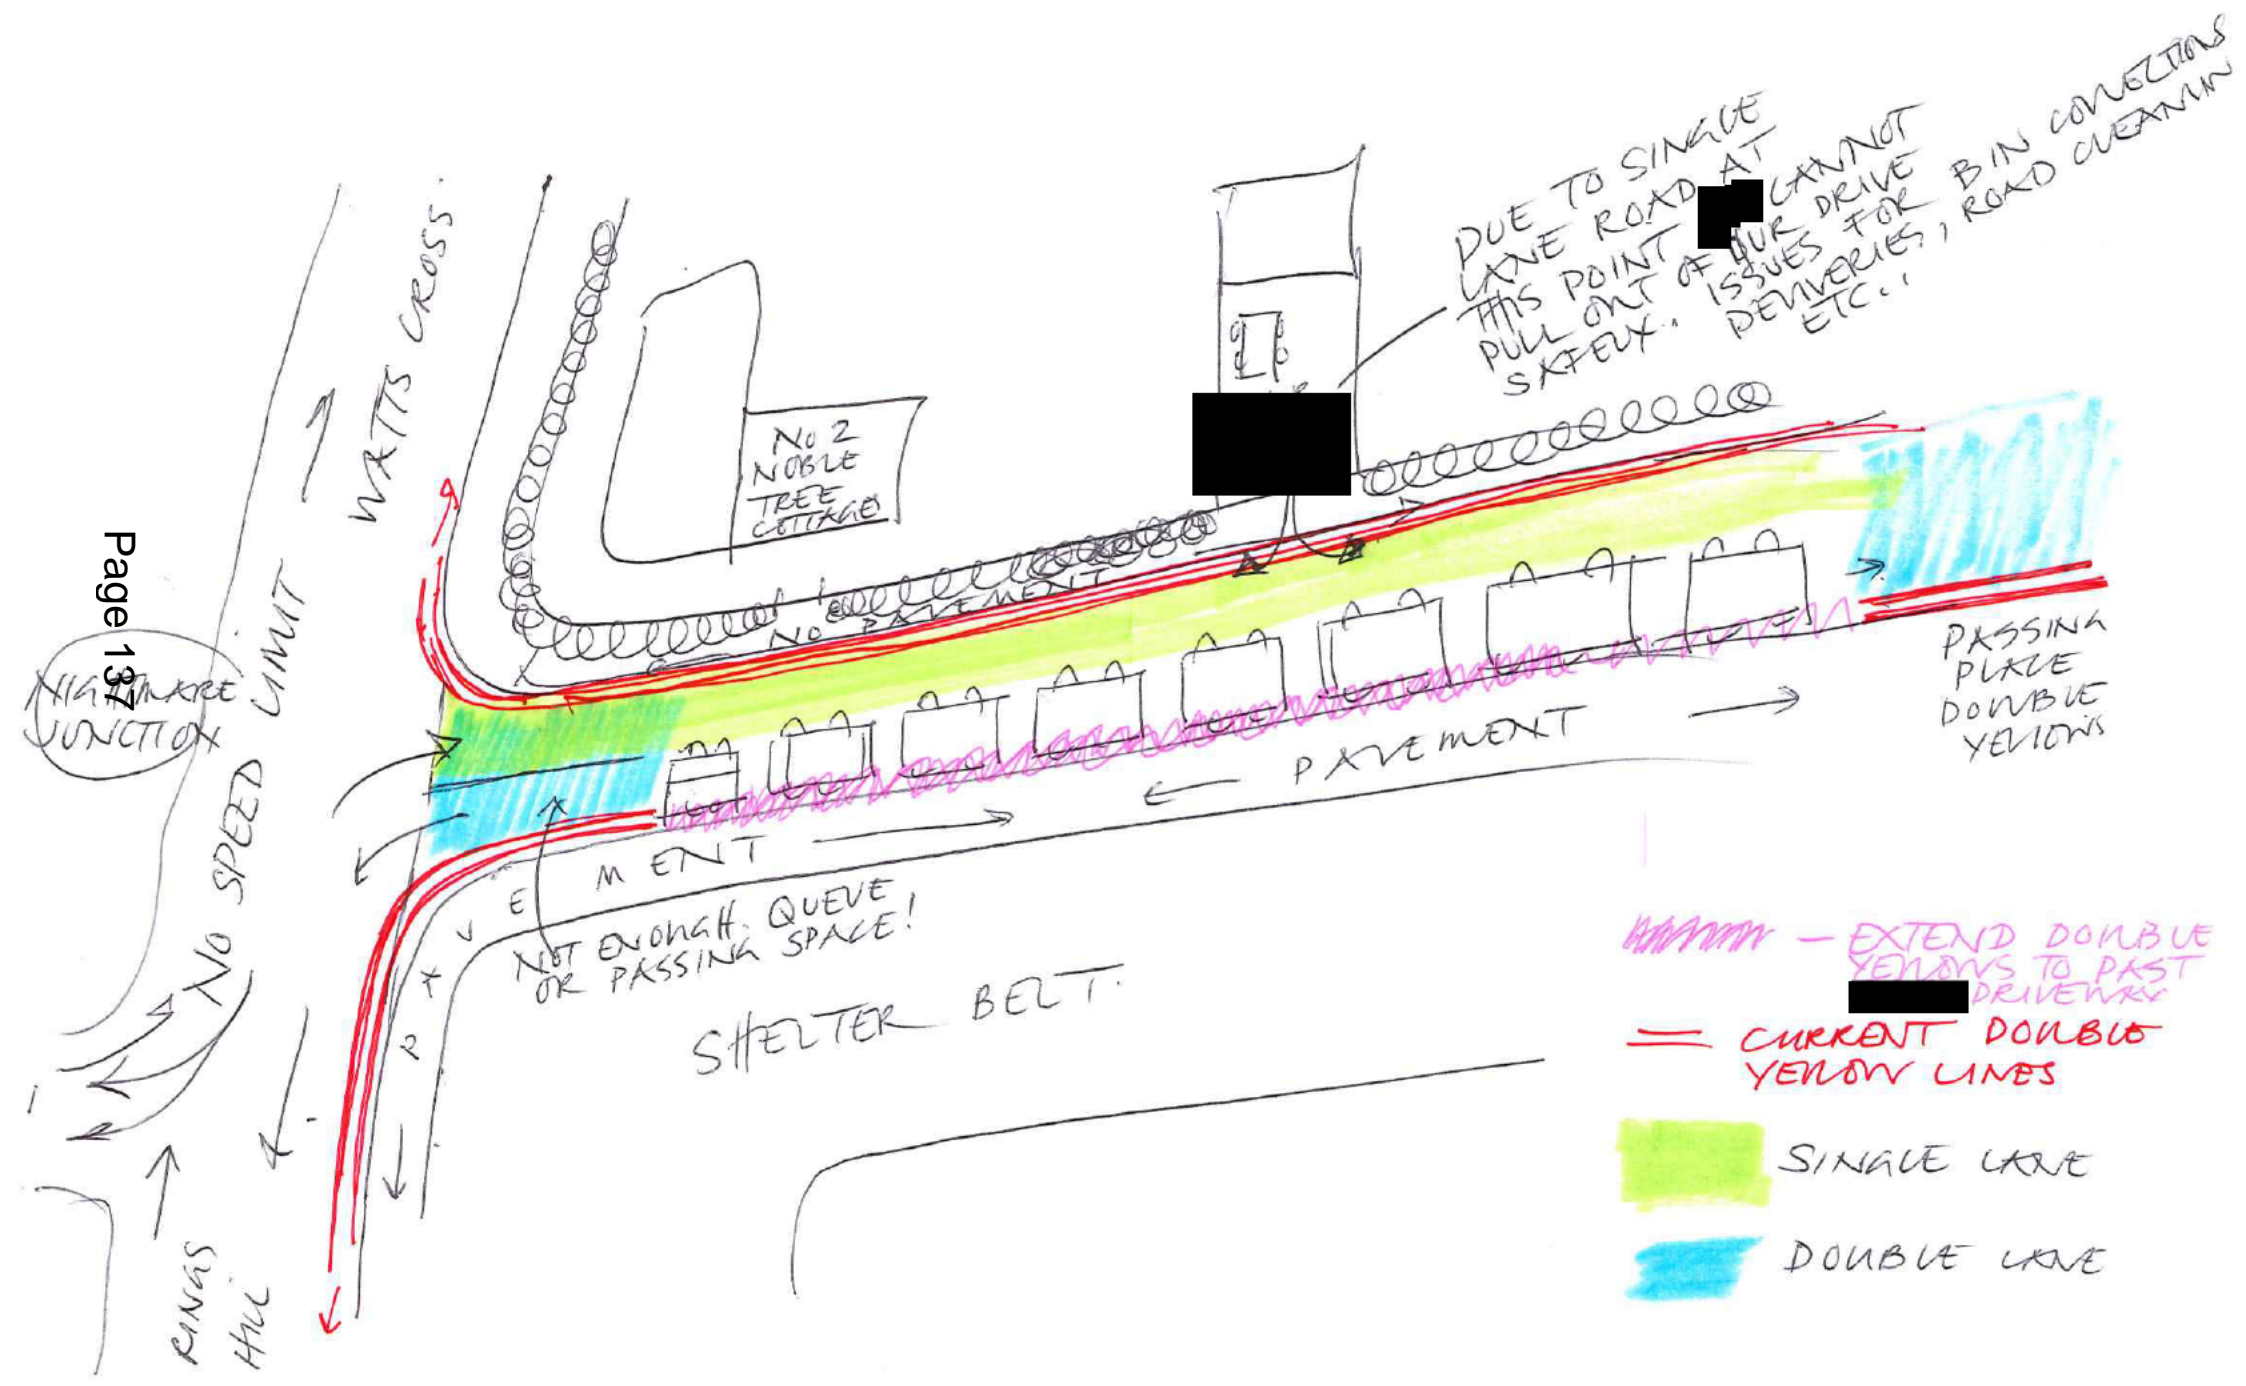 DUE TO SINGLE
LANE ROAD AT
THIS POINT CANNOT
PULL OUT OF OUR DRIVE
SAFELY. ISSUES FOR BIN COLLECTIONS
DELIVERIES, ROAD CLEANIN
ETC..
WATTS CROSS
No 2
NOBLE
TREE
COTTAGES
NO PAVEMENT
Page 137
NIGHTMARE
JUNCTION
NO SPEED LIMIT
PASSING
PLACE
DOUBLE
YELLOWS
PAVEMENT
PAVEMENT
NOT ENOUGH QUEUE
OR PASSING SPACE!
SHELTER BELT.
RINGS
HILL
— EXTEND DOUBLE
YELLOWS TO PAST
DRIVEWAY
CURRENT DOUBLE
YELLOW LINES
SINGLE LANE
DOUBLE LANE